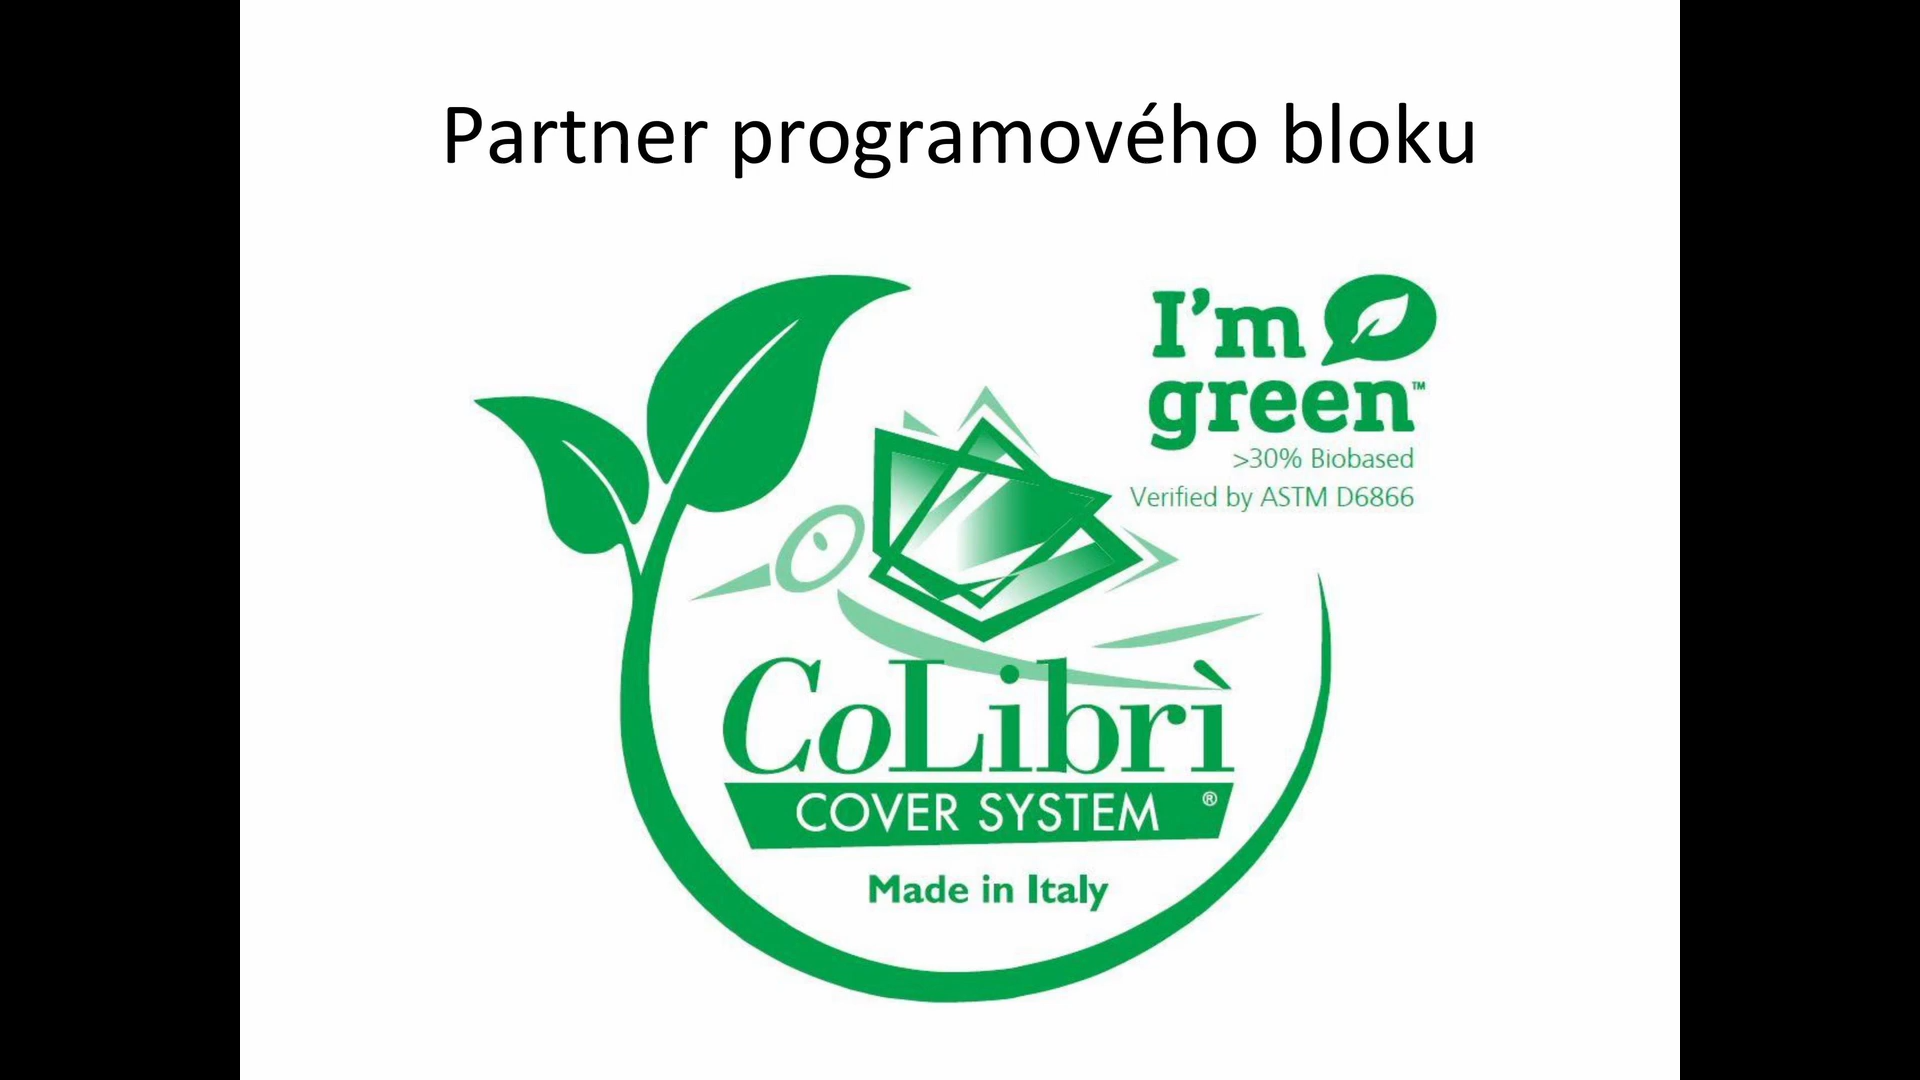 Partner programového bloku
I'm
green™
>30% Biobased
Verified by ASTM D6866
CoLibrì
COVER SYSTEM ®
Made in Italy